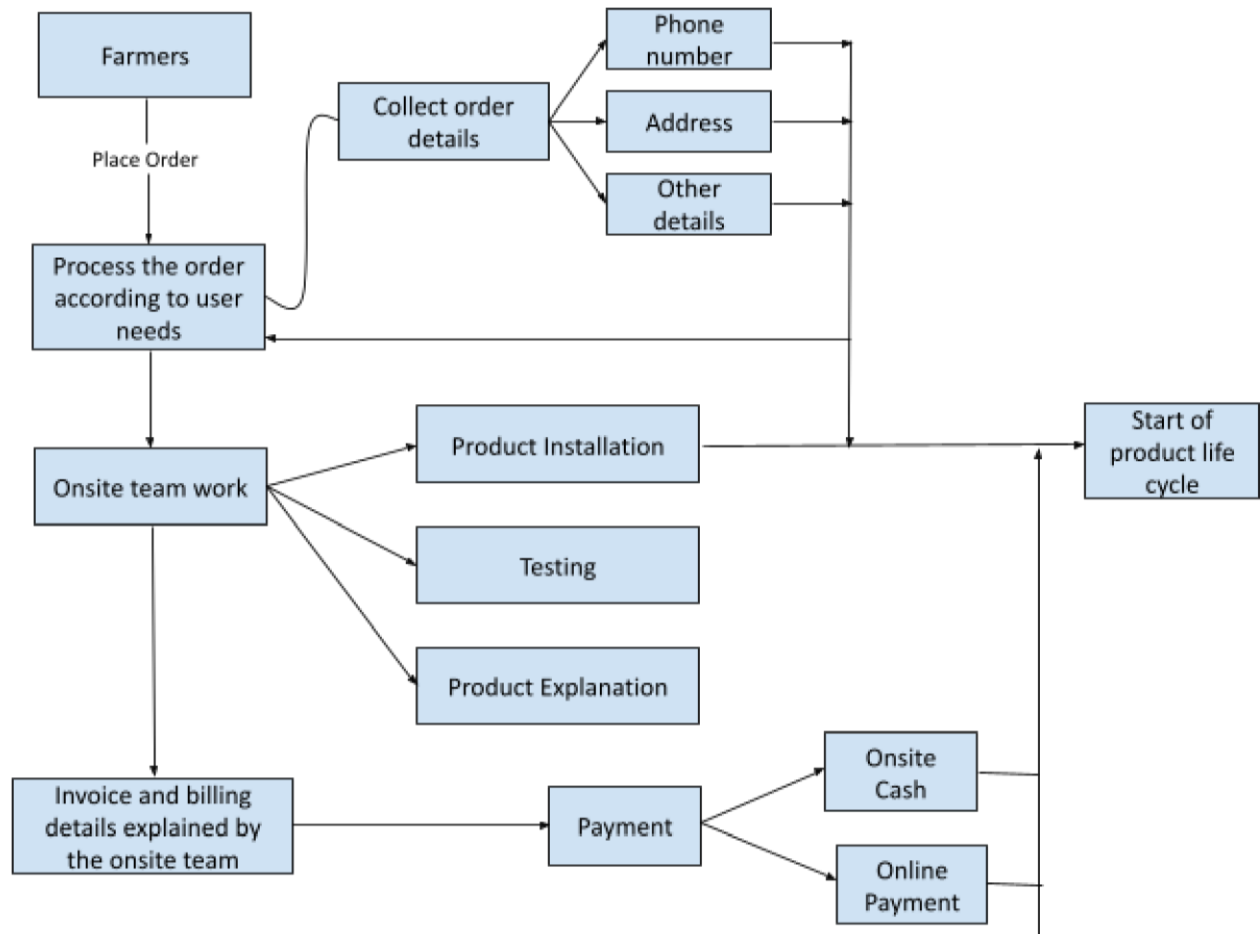 Farmers
Place Order
Process the order
according to user
needs
Collect order
details
Phone
number
Address
Other
details
Onsite team work
Product Installation
Testing
Product Explanation
Start of
product life
cycle
Invoice and billing
details explained by
the onsite team
Payment
Onsite
Cash
Online
Payment